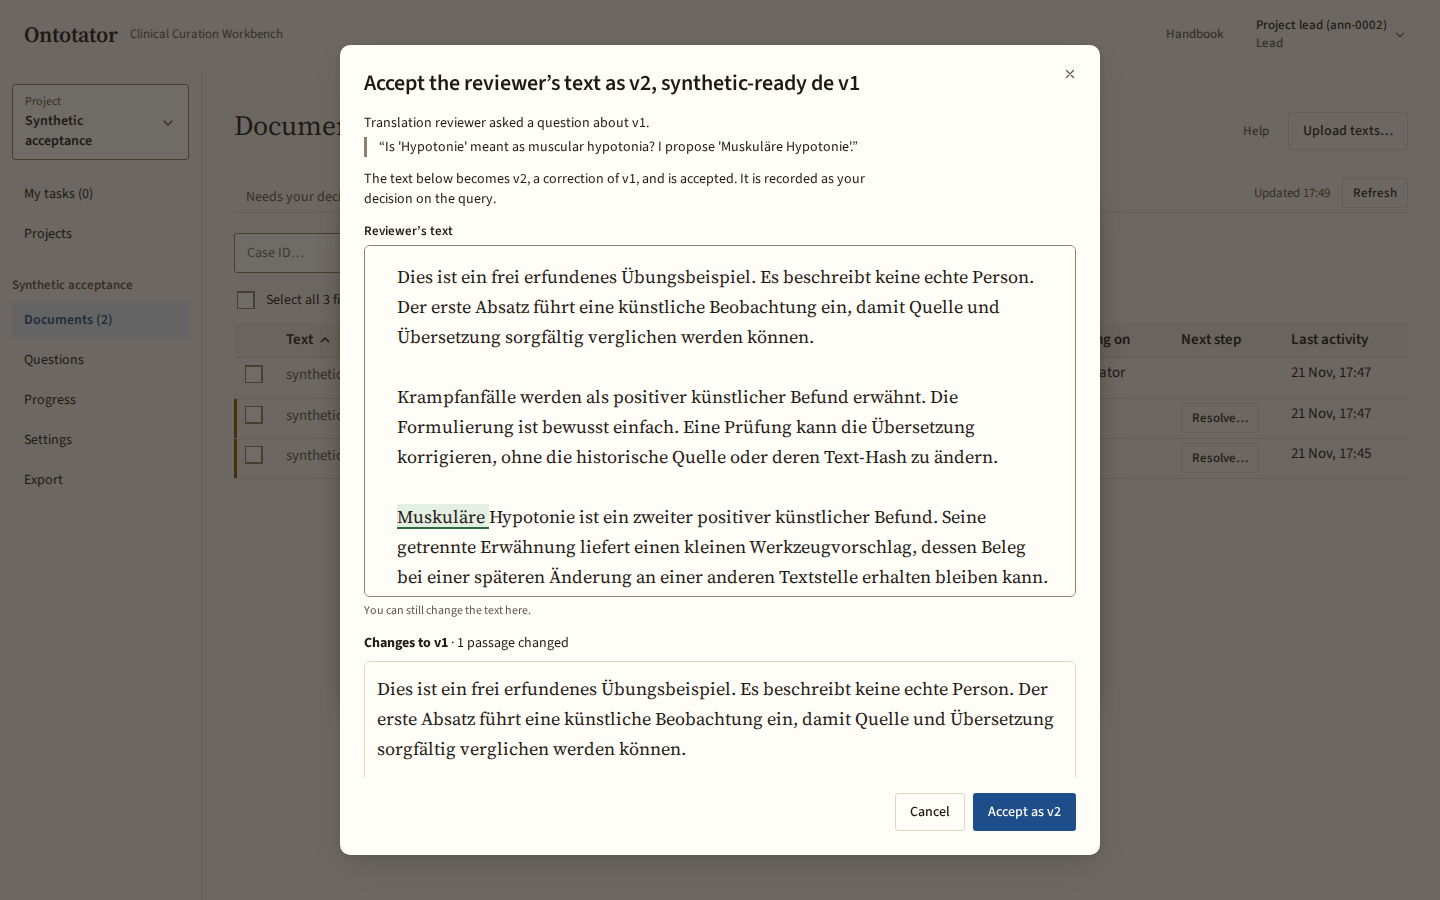 Ontotator
Clinical Curation Workbench
Handbook
Project lead (ann-0002)
Lead
Project
Synthetic
acceptance
My tasks (0)
Projects
Synthetic acceptance
Documents (2)
Questions
Progress
Settings
Export
Help
Upload texts…
Updated 17:49
Refresh
Case ID…
Text
Next step
Last activity
21 Nov, 17:47
Resolve…
21 Nov, 17:47
Resolve…
21 Nov, 17:45
Accept the reviewer’s text as v2, synthetic-ready de v1
Translation reviewer asked a question about v1.
“Is 'Hypotonie' meant as muscular hypotonia? I propose 'Muskuläre Hypotonie'.”
The text below becomes v2, a correction of v1, and is accepted. It is recorded as your
decision on the query.
Reviewer’s text
Dies ist ein frei erfundenes Übungsbeispiel. Es beschreibt keine echte Person.
Der erste Absatz führt eine künstliche Beobachtung ein, damit Quelle und
Übersetzung sorgfältig verglichen werden können.
Krampfanfälle werden als positiver künstlicher Befund erwähnt. Die
Formulierung ist bewusst einfach. Eine Prüfung kann die Übersetzung
korrigieren, ohne die historische Quelle oder deren Text-Hash zu ändern.
Muskuläre Hypotonie ist ein zweiter positiver künstlicher Befund. Seine
getrennte Erwähnung liefert einen kleinen Werkzeugvorschlag, dessen Beleg
bei einer späteren Änderung an einer anderen Textstelle erhalten bleiben kann.
You can still change the text here.
Changes to v1 · 1 passage changed
Dies ist ein frei erfundenes Übungsbeispiel. Es beschreibt keine echte Person. Der
erste Absatz führt eine künstliche Beobachtung ein, damit Quelle und Übersetzung
sorgfältig verglichen werden können.
Cancel
Accept as v2